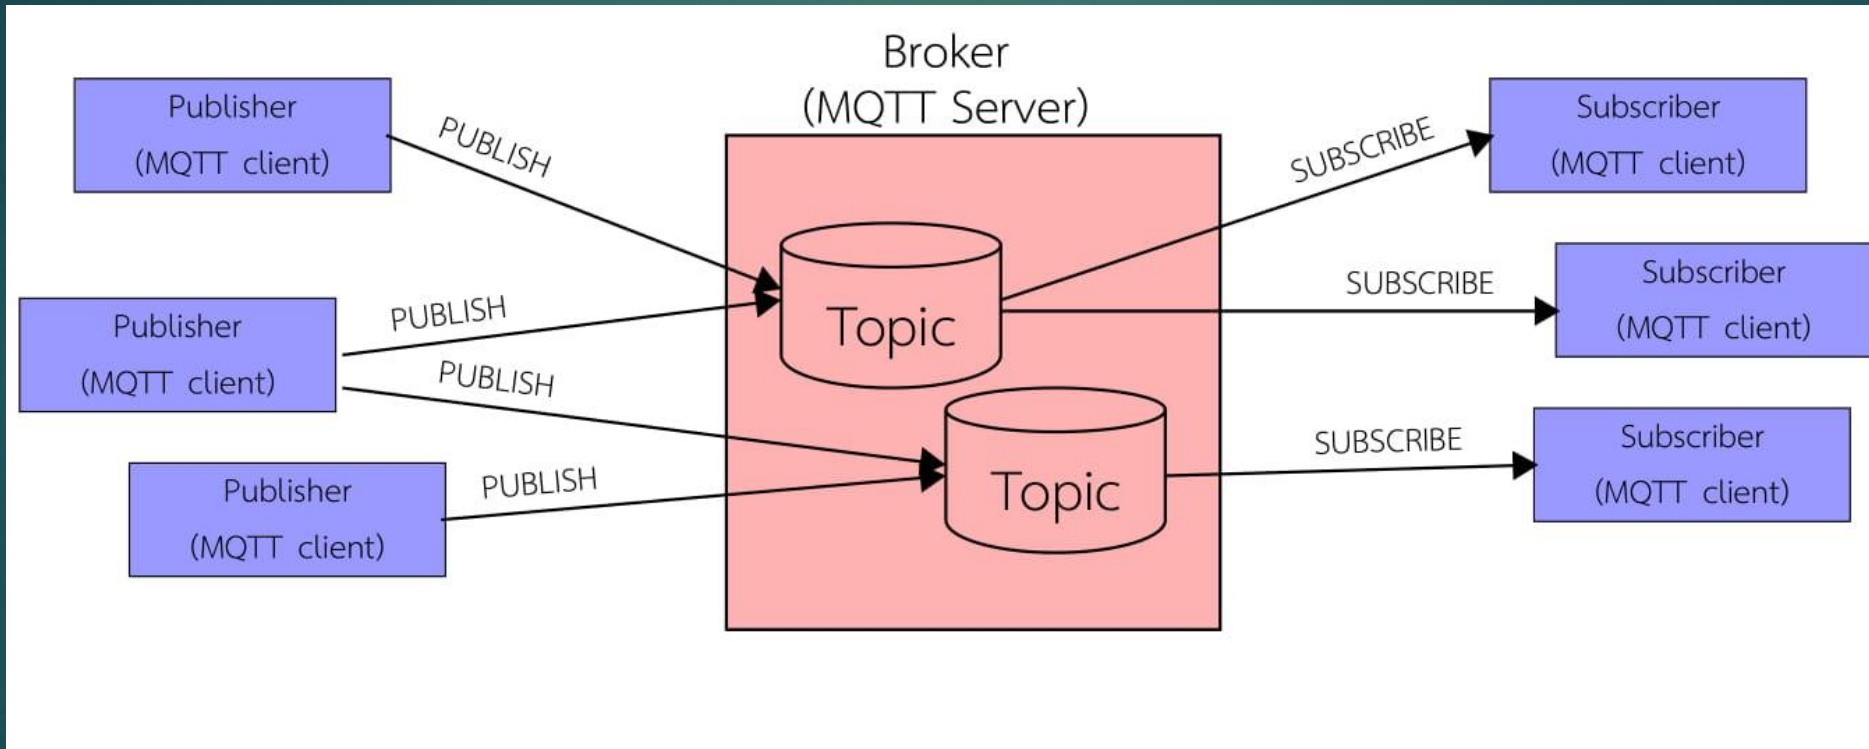 Broker
(MQTT Server)
Publisher
(MQTT client)
PUBLISH
Publisher
(MQTT client)
PUBLISH
PUBLISH
Publisher
(MQTT client)
PUBLISH
Topic
Topic
SUBSCRIBE
Subscriber
(MQTT client)
SUBSCRIBE
Subscriber
(MQTT client)
SUBSCRIBE
Subscriber
(MQTT client)